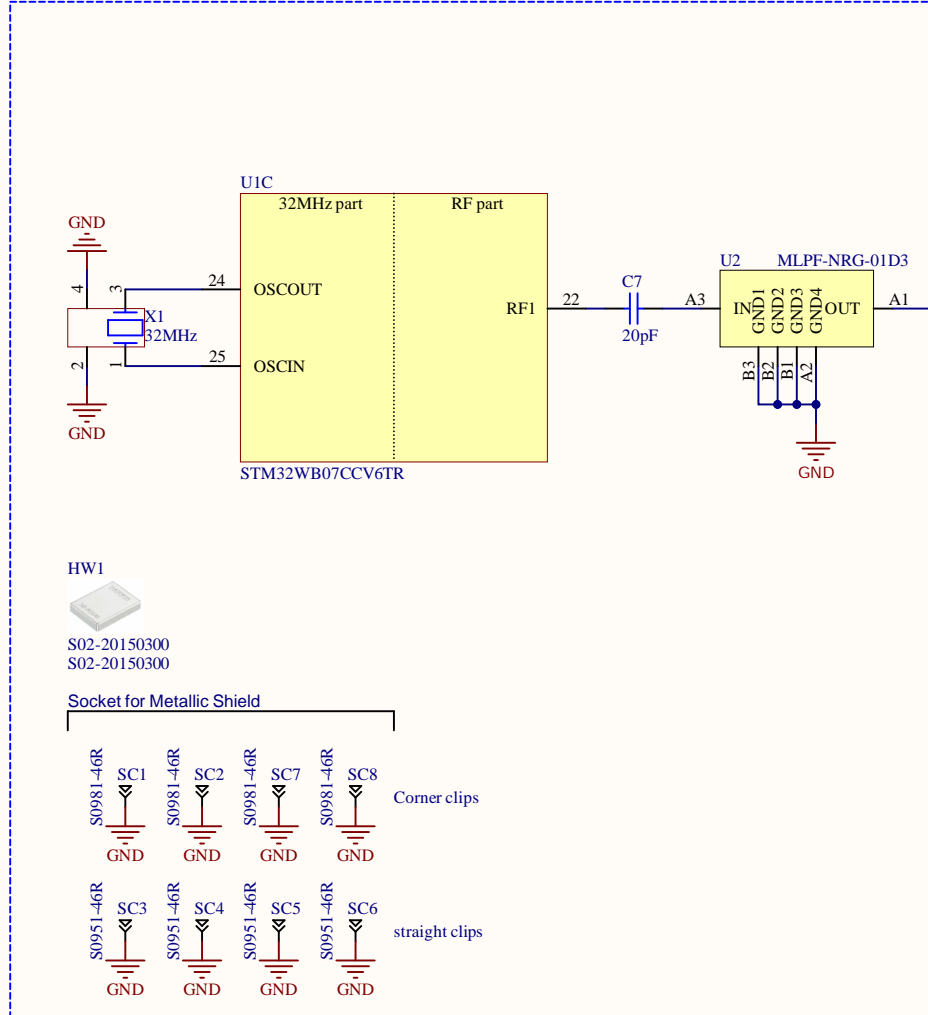 U1C
32MHz part
RF part
GND
4
3
24
OSCOUT
X1
32MHz
RF1
22
C7
20pF
U2
MLPF-NRG-01D3
A3
IN
GND1
GND2
GND3
GND4
OUT
A1
2
1
25
OSCIN
B3
B2
B1
A2
GND
GND
STM32WB07CCV6TR
HW1
S02-20150300
S02-20150300
Socket for Metallic Shield
S0981-46R
SC1
S0981-46R
SC2
S0981-46R
SC7
S0981-46R
SC8
Corner clips
GND
GND
GND
GND
S0951-46R
SC3
S0951-46R
SC4
S0951-46R
SC5
S0951-46R
SC6
straight clips
GND
GND
GND
GND